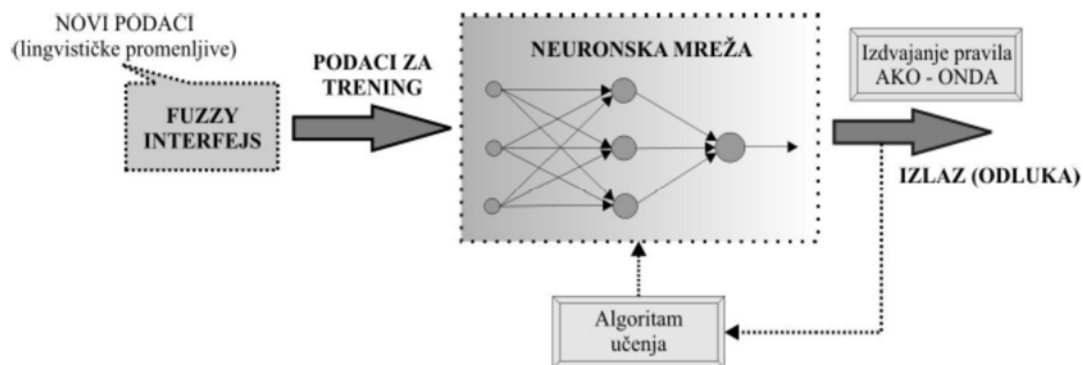 NOVI PODACI
(lingvističke promenljive)
FUZZY
INTERFEJS
PODACI ZA
TRENING
NEURONSKA MREŽA
Izdvajanje pravila
AKO - ONDA
IZLAZ (ODLUKA)
Algoritam
učenja